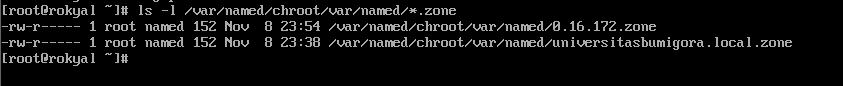 [root@rokyal ~]# ls -l /var/named/chroot/var/named/*.zone
-rw-r----- 1 root named 152 Nov  8 23:54 /var/named/chroot/var/named/0.16.172.zone
-rw-r----- 1 root named 152 Nov  8 23:38 /var/named/chroot/var/named/universitasbumigora.local.zone
[root@rokyal ~]#